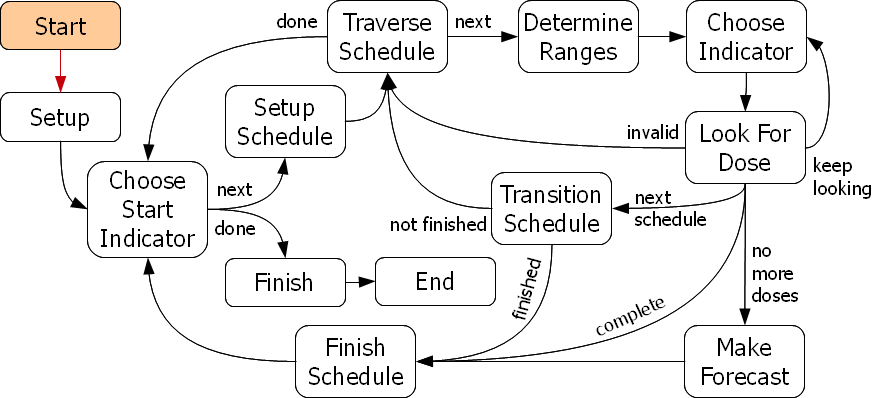 Start
done
Traverse
Schedule
next
Determine
Ranges
Choose
Indicator
Setup
Setup
Schedule
invalid
Look For
Dose
keep
looking
Choose
Start
Indicator
next
done
not finished
Transition
Schedule
next
schedule
Finish
End
finished
complete
no
more
doses
Finish
Schedule
Make
Forecast